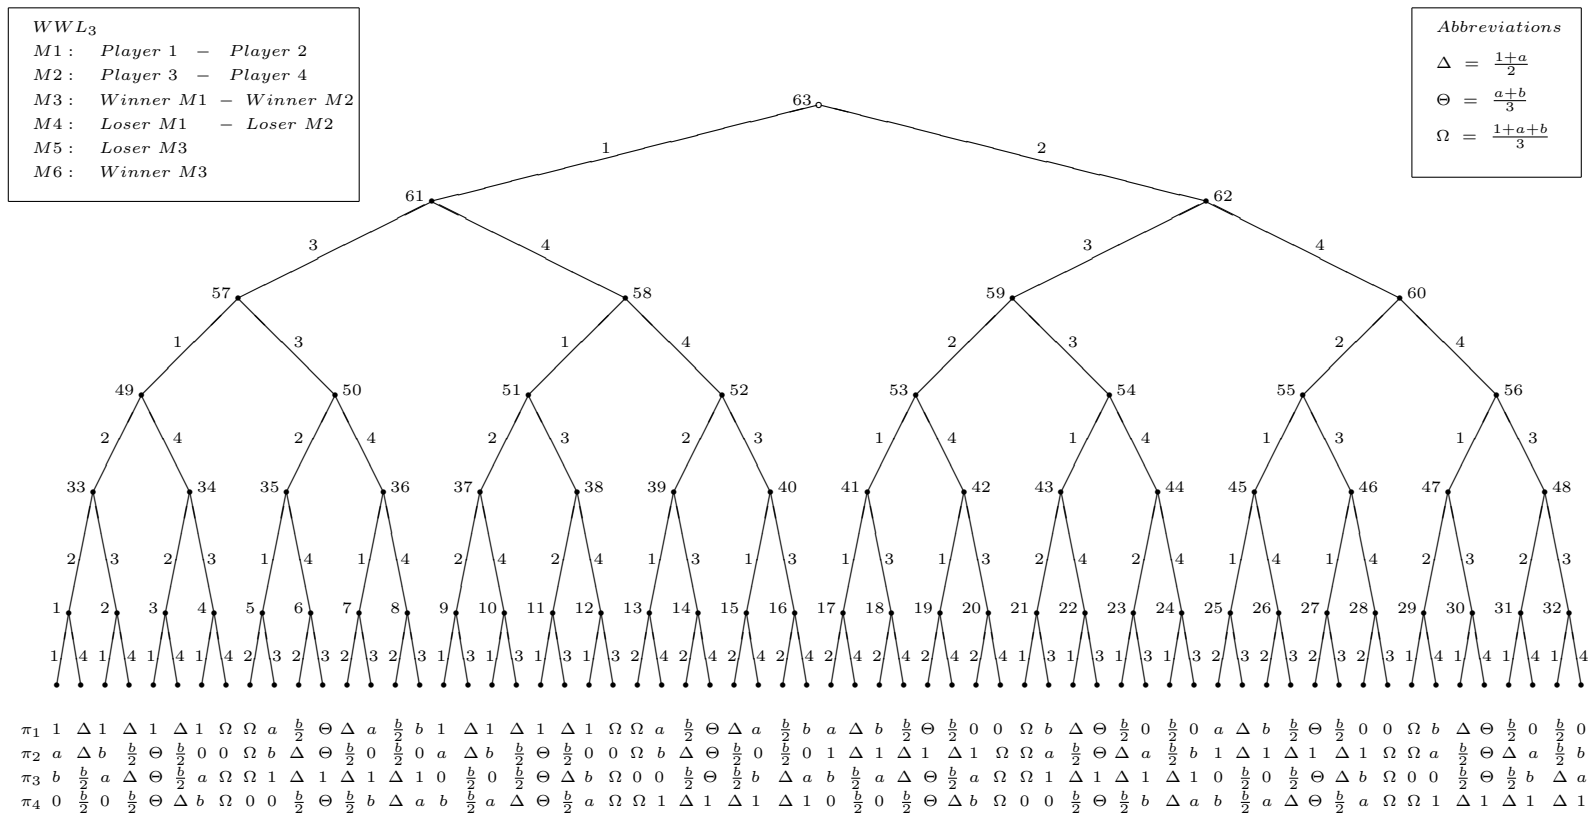 WWL₃
M1 : Player 1 − Player 2
M2 : Player 3 − Player 4
M3 : Winner M1 − Winner M2
M4 : Loser M1 − Loser M2
M5 : Loser M3
M6 : Winner M3
Abbreviations
Δ = (1+a)/2
Θ = (a+b)/3
Ω = (1+a+b)/3
63
1 2
61 62
3 4 3 4
57 58 59 60
1 3 1 4 2 3 2 4
49 50 51 52 53 54 55 56
2 4 2 4 2 3 2 3 1 4 1 4 1 3 1 3
33 34 35 36 37 38 39 40 41 42 43 44 45 46 47 48
2 3 2 3 1 4 1 4 2 4 2 4 1 3 1 3 1 3 1 3 2 4 2 4 1 4 1 4 2 3 2 3
1 2 3 4 5 6 7 8 9 10 11 12 13 14 15 16 17 18 19 20 21 22 23 24 25 26 27 28 29 30 31 32
1 4 1 4 1 4 1 4 2 3 2 3 2 3 2 3 1 3 1 3 1 3 1 3 2 4 2 4 2 4 2 4 2 4 2 4 2 4 2 4 1 3 1 3 1 3 1 3 2 3 2 3 2 3 2 3 1 4 1 4 1 4 1 4
π₁ 1 Δ 1 Δ 1 Δ 1 Ω Ω a b/2 Θ Δ a b/2 b 1 Δ 1 Δ 1 Δ 1 Ω Ω a b/2 Θ Δ a b/2 b a Δ b b/2 Θ b/2 0 0 Ω b Δ Θ b/2 0 b/2 0 a Δ b b/2 Θ b/2 0 0 Ω b Δ Θ b/2 0 b/2 0
π₂ a Δ b b/2 Θ b/2 0 0 Ω b Δ Θ b/2 0 b/2 0 a Δ b b/2 Θ b/2 0 0 Ω b Δ Θ b/2 0 b/2 0 1 Δ 1 Δ 1 Δ 1 Ω Ω a b/2 Θ Δ a b/2 b 1 Δ 1 Δ 1 Δ 1 Ω Ω a b/2 Θ Δ a b/2 b
π₃ b b/2 a Δ Θ b/2 a Ω Ω 1 Δ 1 Δ 1 Δ 1 0 b/2 0 b/2 Θ Δ b Ω 0 0 b/2 Θ b/2 b Δ a b b/2 a Δ Θ b/2 a Ω Ω 1 Δ 1 Δ 1 Δ 1 0 b/2 0 b/2 Θ Δ b Ω 0 0 b/2 Θ b/2 b Δ a
π₄ 0 b/2 0 b/2 Θ Δ b Ω 0 0 b/2 Θ b/2 b Δ a b b/2 a Δ Θ b/2 a Ω Ω 1 Δ 1 Δ 1 Δ 1 0 b/2 0 b/2 Θ Δ b Ω 0 0 b/2 Θ b/2 b Δ a b b/2 a Δ Θ b/2 a Ω Ω 1 Δ 1 Δ 1 Δ 1